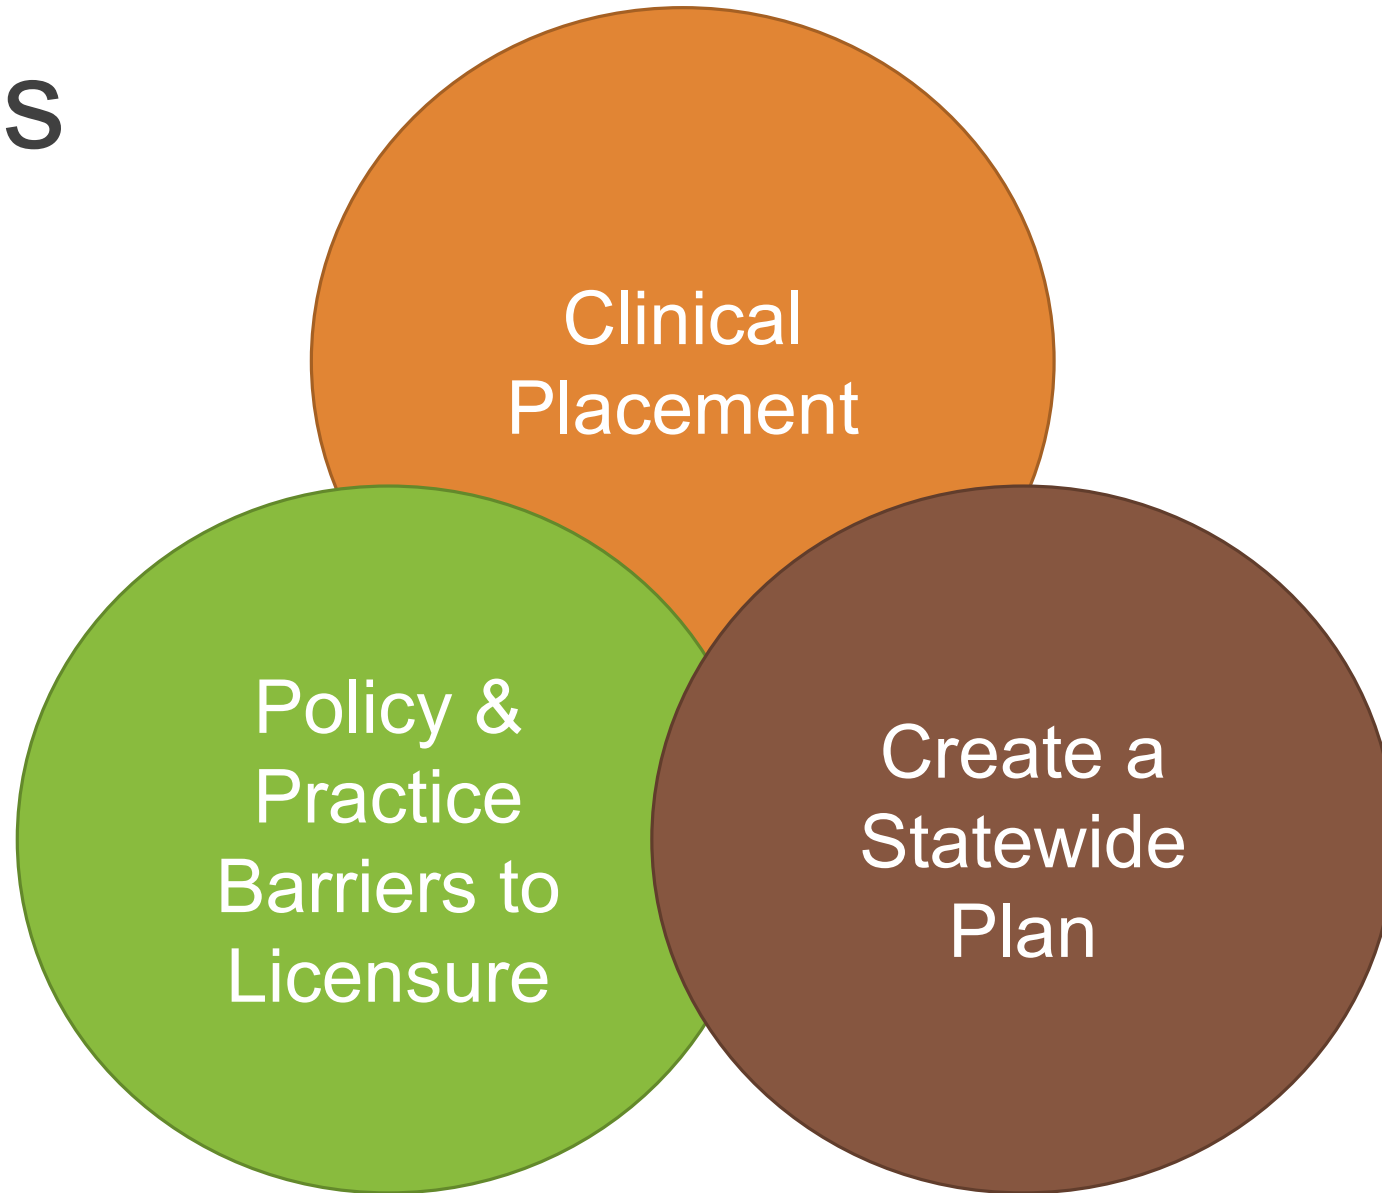 s
Clinical
Placement
Policy &
Practice
Barriers to
Licensure
Create a
Statewide
Plan